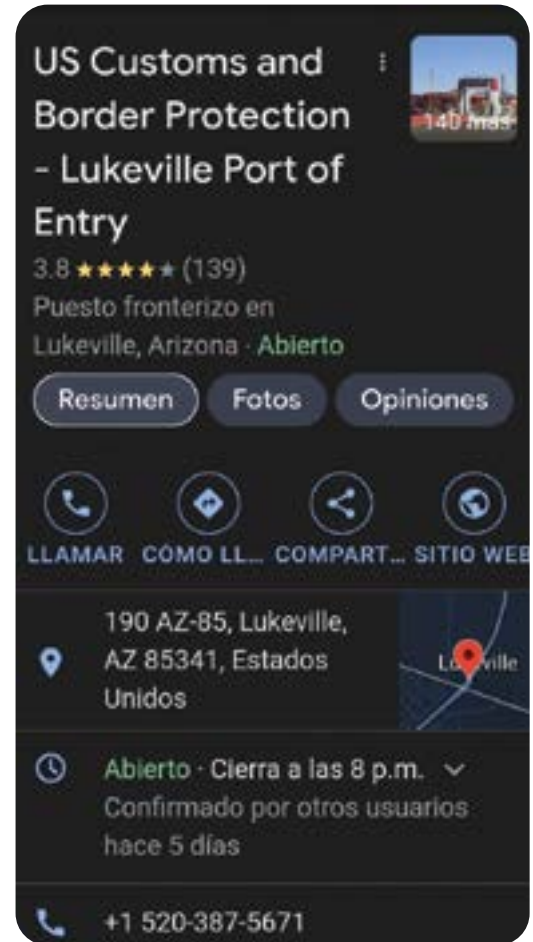 US Customs and
Border Protection
- Lukeville Port of
Entry
140 más
3.8 (139)
Puesto fronterizo en
Lukeville, Arizona · Abierto
Resumen Fotos Opiniones
LLAMAR CÓMO LL... COMPART... SITIO WEB
190 AZ-85, Lukeville,
AZ 85341, Estados
Unidos
Abierto · Cierra a las 8 p.m.
Confirmado por otros usuarios
hace 5 días
+1 520-387-5671